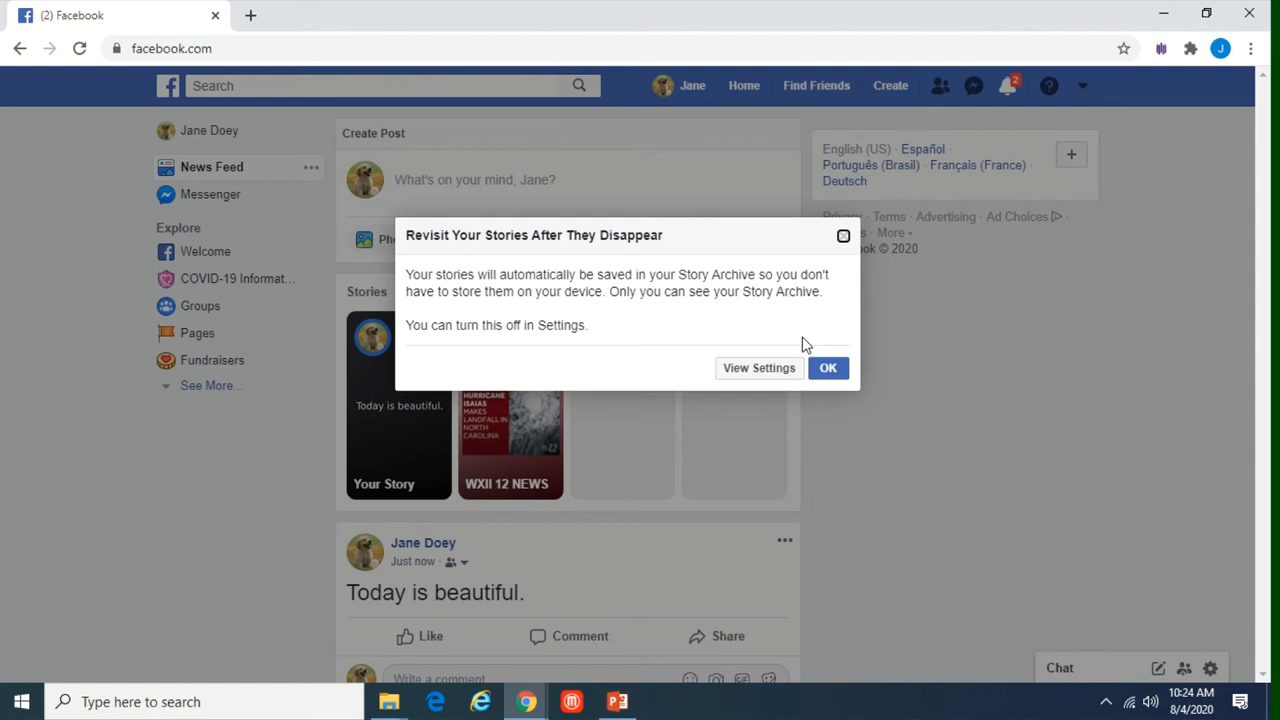 (2) Facebook
facebook.com
Search
Jane
Home
Find Friends
Create
2
J
Jane Doey
News Feed
Messenger
Explore
Welcome
COVID-19 Informat...
Groups
Pages
Fundraisers
See More...
Create Post
What's on your mind, Jane?
Stories
Revisit Your Stories After They Disappear
Your stories will automatically be saved in your Story Archive so you don't
have to store them on your device. Only you can see your Story Archive.
You can turn this off in Settings.
View Settings
OK
Today is beautiful.
Your Story
HURRICANE
ISAIAS
MAKES
LANDFALL IN
NORTH
CAROLINA
WXII 12 NEWS
Jane Doey
Just now ·
Today is beautiful.
Like
Comment
Share
Write a comment...
GIF
English (US) · Español ·
Português (Brasil) · Français (France) ·
Deutsch
Privacy · Terms · Advertising · Ad Choices ·
More
© 2020
Chat
Type here to search
10:24 AM
8/4/2020